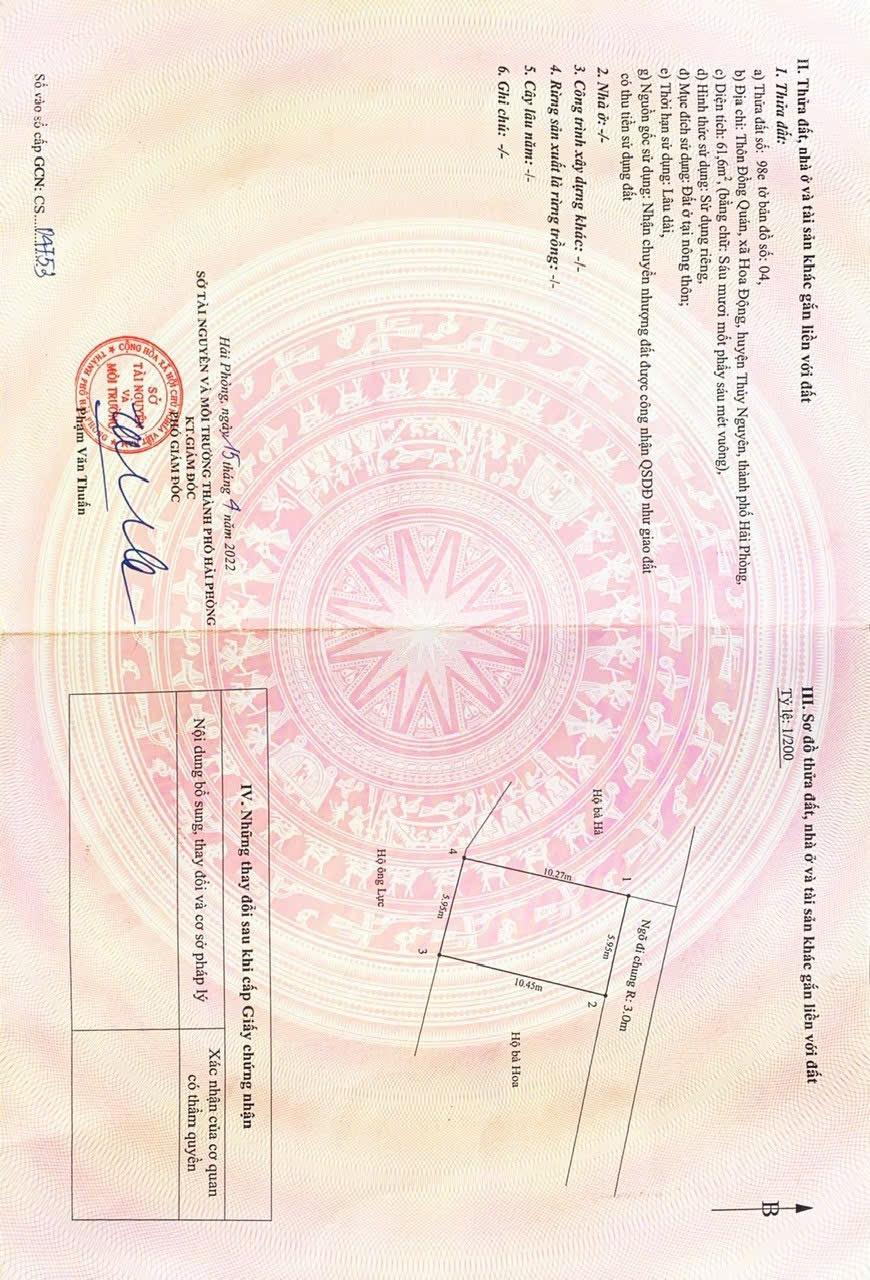 II. Thửa đất, nhà ở và tài sản khác gắn liền với đất
1. Thửa đất:
a) Thửa đất số: 98e tờ bản đồ số: 04,
b) Địa chỉ: Thôn Đồng Quán, xã Hoa Động, huyện Thủy Nguyên, thành phố Hải Phòng,
c) Diện tích: 61,6m², (bằng chữ: Sáu mươi mốt phẩy sáu mét vuông),
d) Hình thức sử dụng: Sử dụng riêng,
đ) Mục đích sử dụng: Đất ở tại nông thôn;
e) Thời hạn sử dụng: Lâu dài,
g) Nguồn gốc sử dụng: Nhận chuyển nhượng đất được công nhận QSDĐ như giao đất
có thu tiền sử dụng đất
2. Nhà ở: -/-
3. Công trình xây dựng khác: -/-
4. Rừng sản xuất là rừng trồng: -/-
5. Cây lâu năm: -/-
6. Ghi chú: -/-
Hải Phòng, ngày 15 tháng 4 năm 2022
SỞ TÀI NGUYÊN VÀ MÔI TRƯỜNG THÀNH PHỐ HẢI PHÒNG
KT.GIÁM ĐỐC
PHÓ GIÁM ĐỐC
SỞ
TÀI NGUYÊN
VÀ
MÔI TRƯỜNG
Phạm Văn Thuấn
Số vào sổ cấp GCN: CS....
III. Sơ đồ thửa đất, nhà ở và tài sản khác gắn liền với đất
Tỷ lệ: 1/200
B
Ngõ đi chung R: 3.0m
1
5.95m
2
Hộ bà Hà
10.27m
10.45m
Hộ bà Hoa
4
5.95m
3
Hộ ông Lực
IV. Những thay đổi sau khi cấp Giấy chứng nhận
Nội dung bổ sung, thay đổi và cơ sở pháp lý
Xác nhận của cơ quan
có thẩm quyền